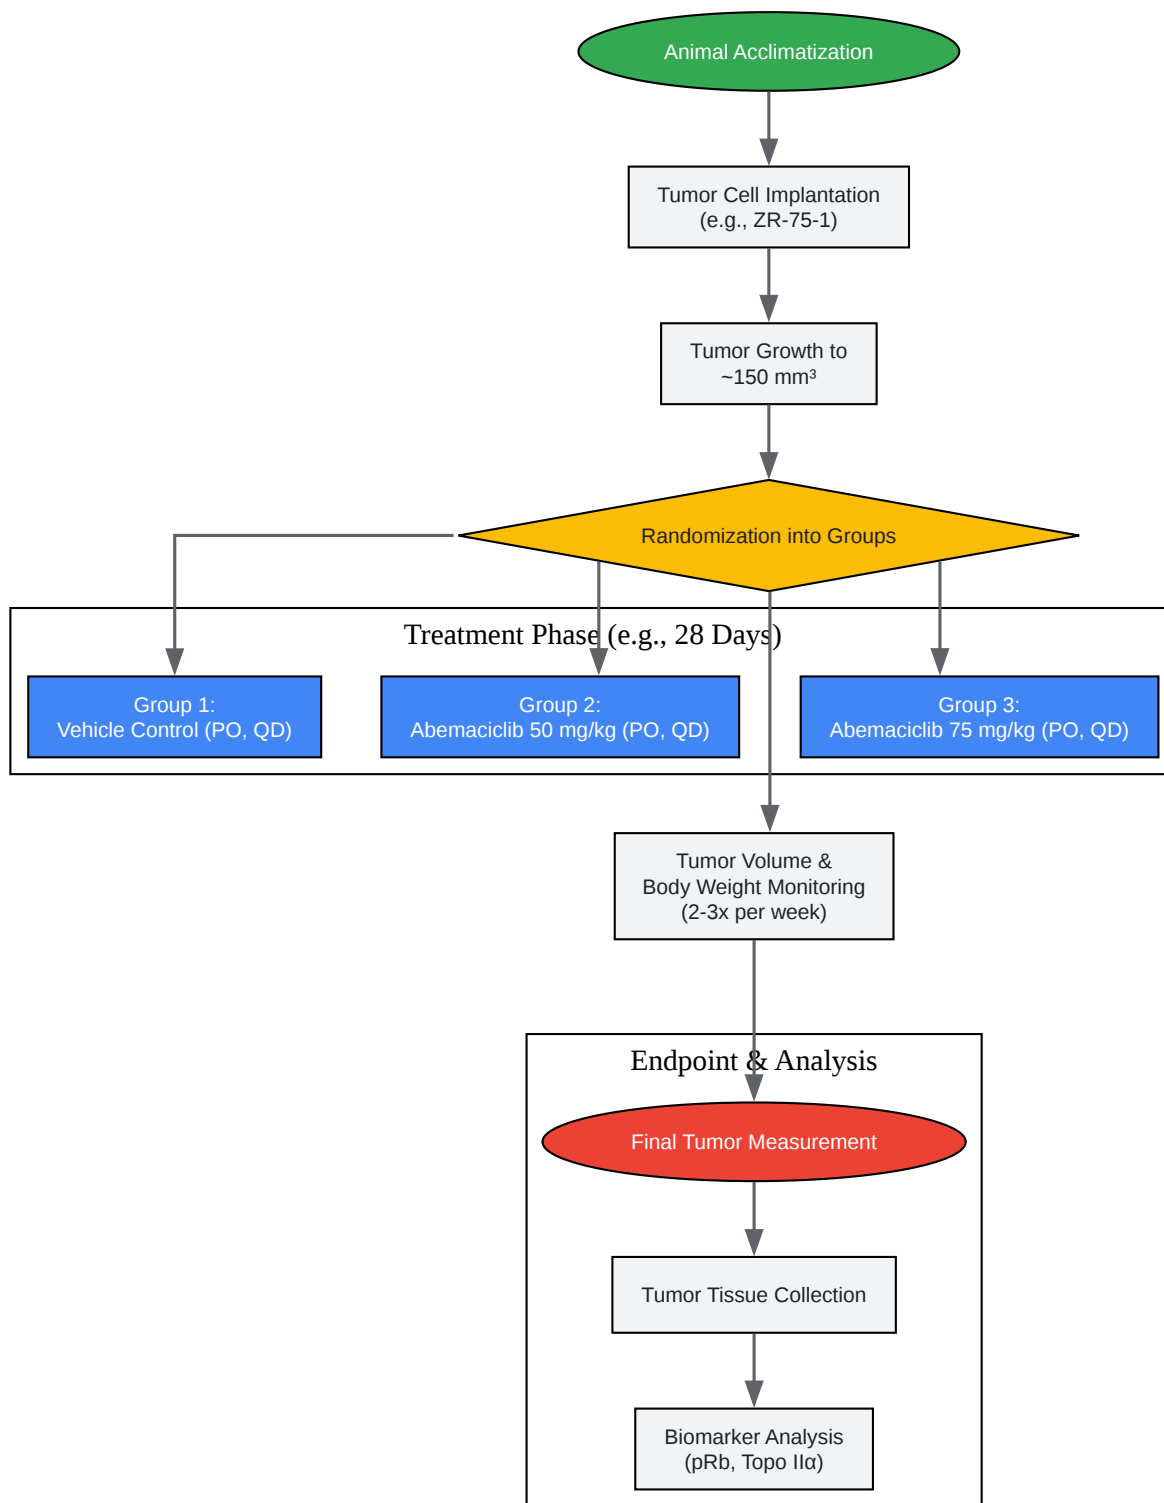 Animal Acclimatization
Tumor Cell Implantation
(e.g., ZR-75-1)
Tumor Growth to
~150 mm³
Randomization into Groups
Treatment Phase (e.g., 28 Days)
Group 1:
Vehicle Control (PO, QD)
Group 2:
Abemaciclib 50 mg/kg (PO, QD)
Group 3:
Abemaciclib 75 mg/kg (PO, QD)
Tumor Volume &
Body Weight Monitoring
(2-3x per week)
Endpoint & Analysis
Final Tumor Measurement
Tumor Tissue Collection
Biomarker Analysis
(pRb, Topo IIα)